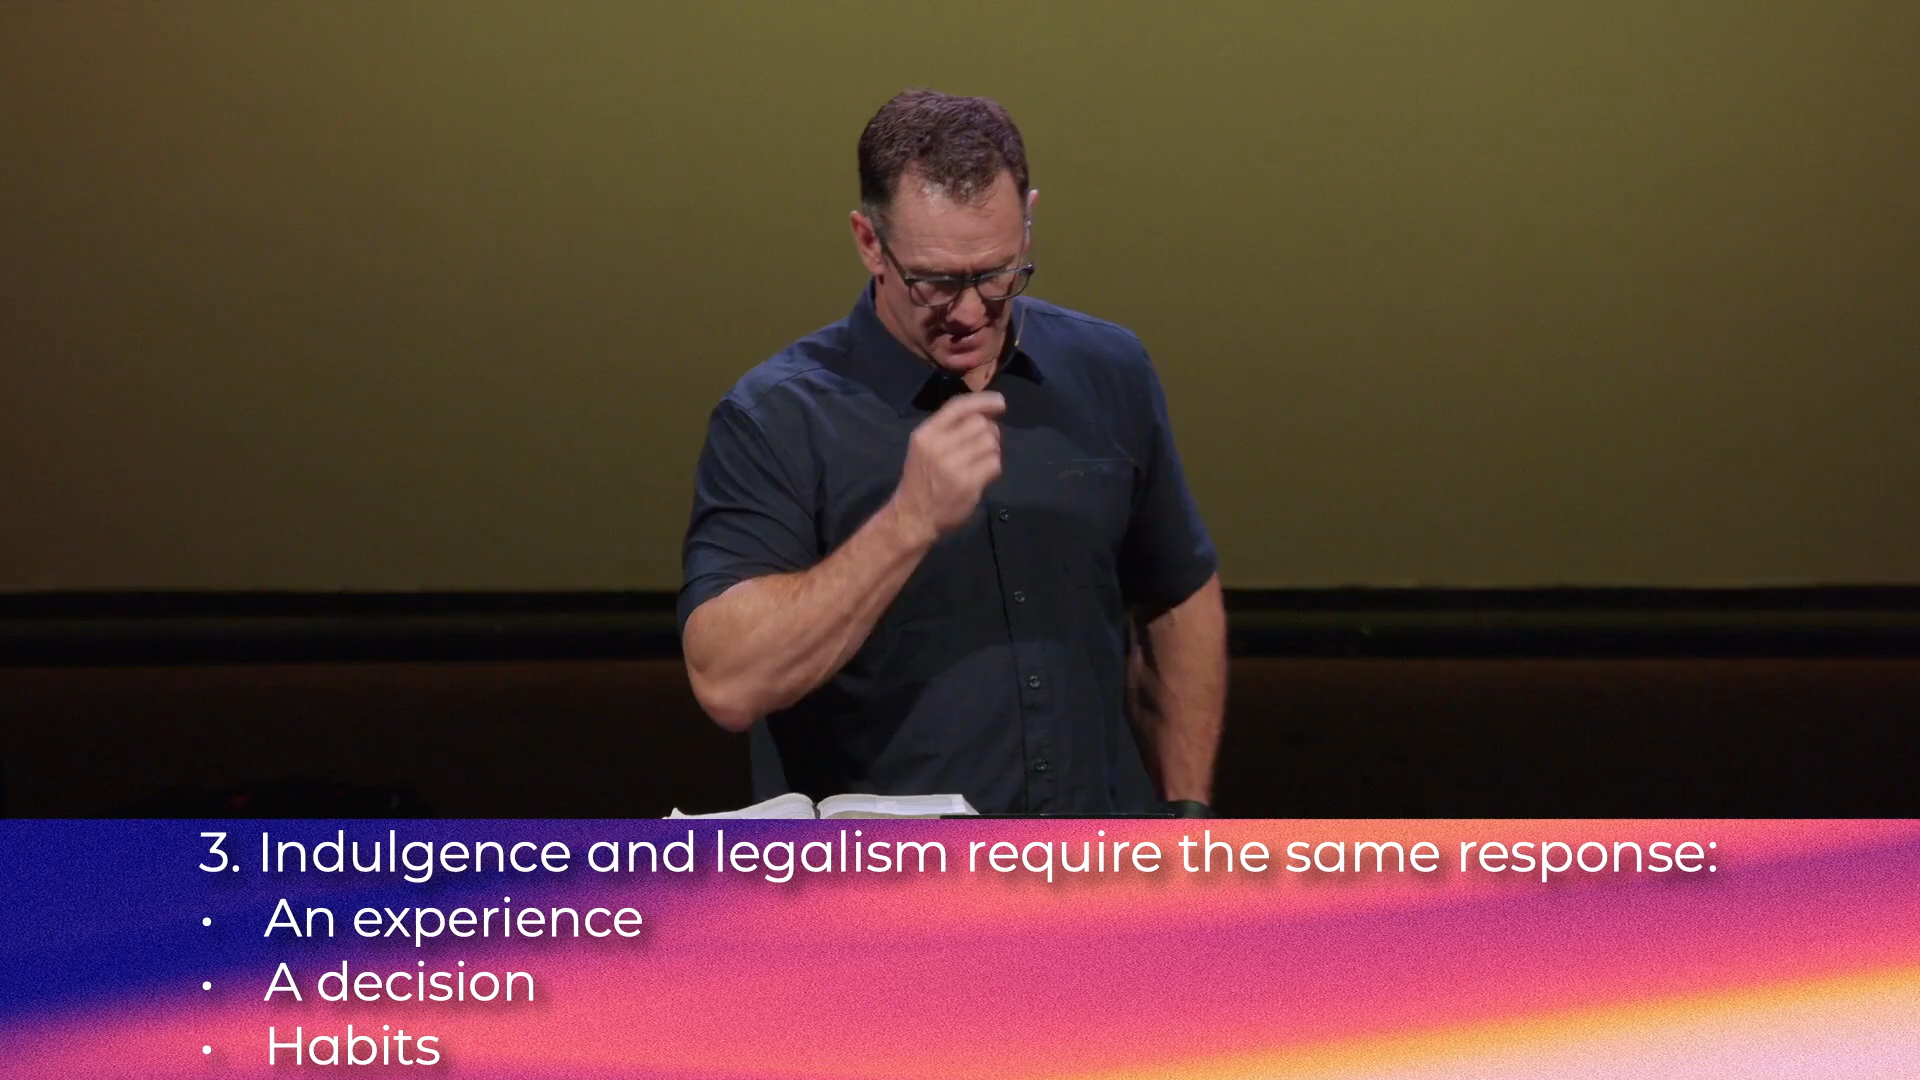 3. Indulgence and legalism require the same response:
• An experience
• A decision
• Habits